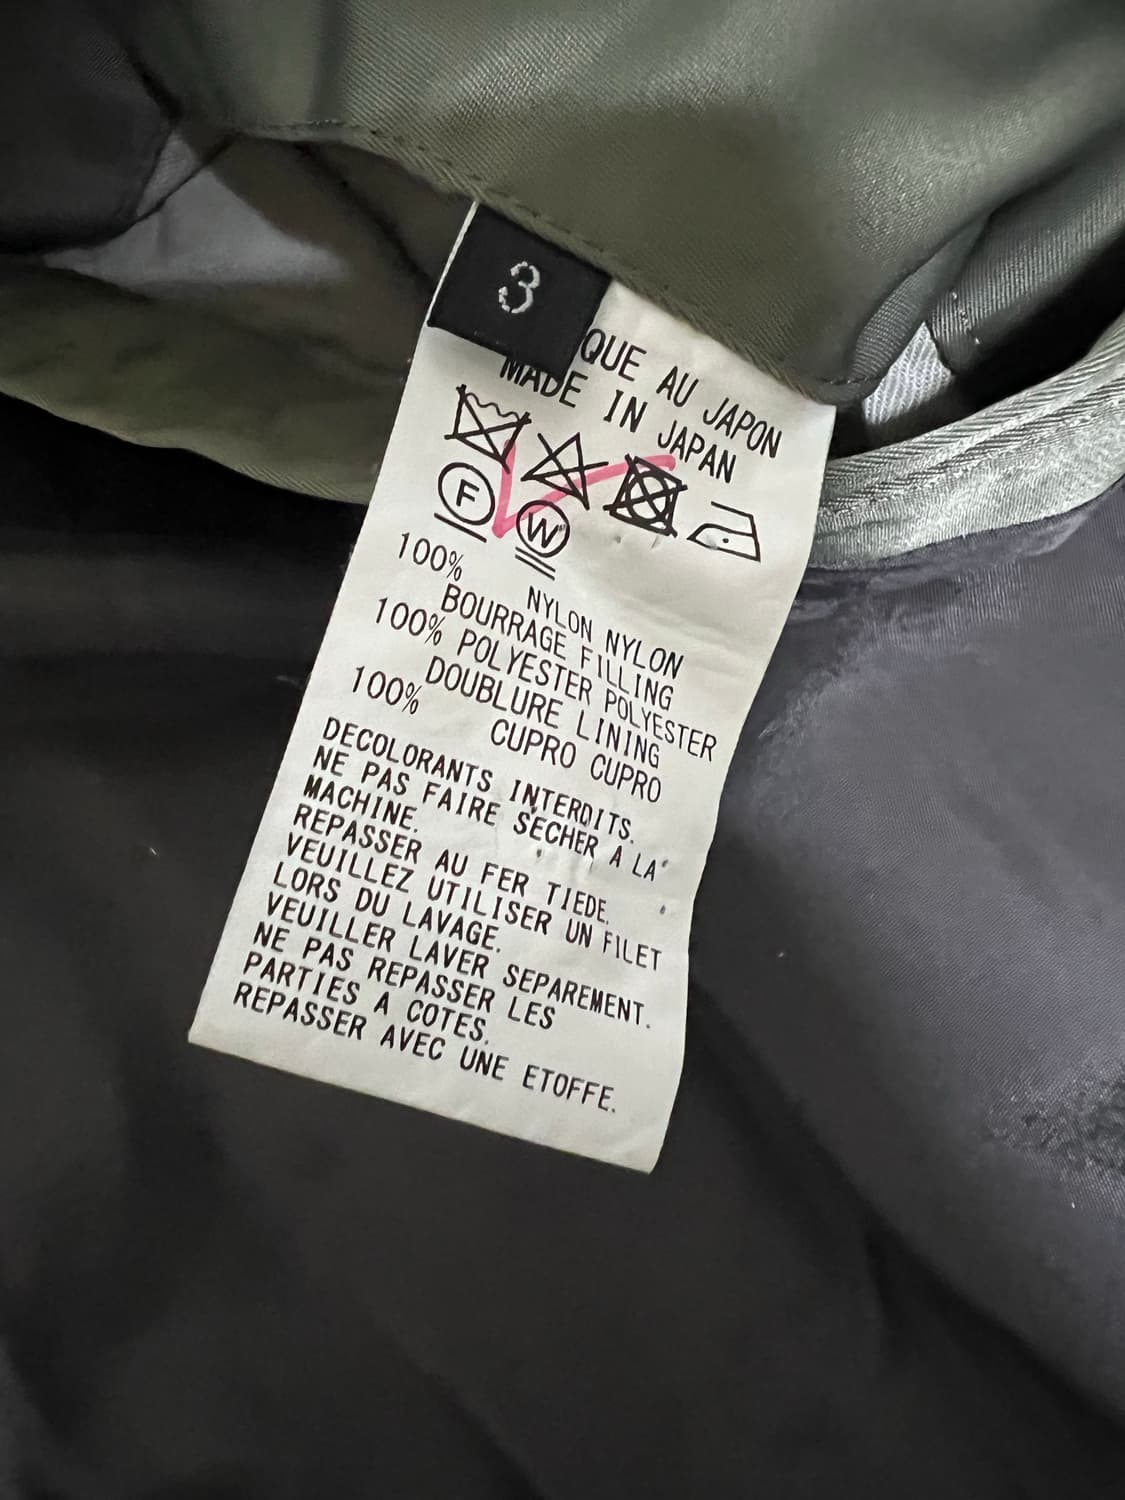 3
QUE AU JAPON
MADE IN JAPAN
F
W
100%
NYLON NYLON
BOURRAGE FILLING
100% POLYESTER POLYESTER
DOUBLURE LINING
100%
CUPRO CUPRO
DECOLORANTS INTERDITS.
NE PAS FAIRE SECHER A LA
MACHINE.
REPASSER AU FER TIEDE.
VEUILLEZ UTILISER UN FILET
LORS DU LAVAGE.
VEUILLER LAVER SEPAREMENT.
NE PAS REPASSER LES
PARTIES A COTES.
REPASSER AVEC UNE ETOFFE.